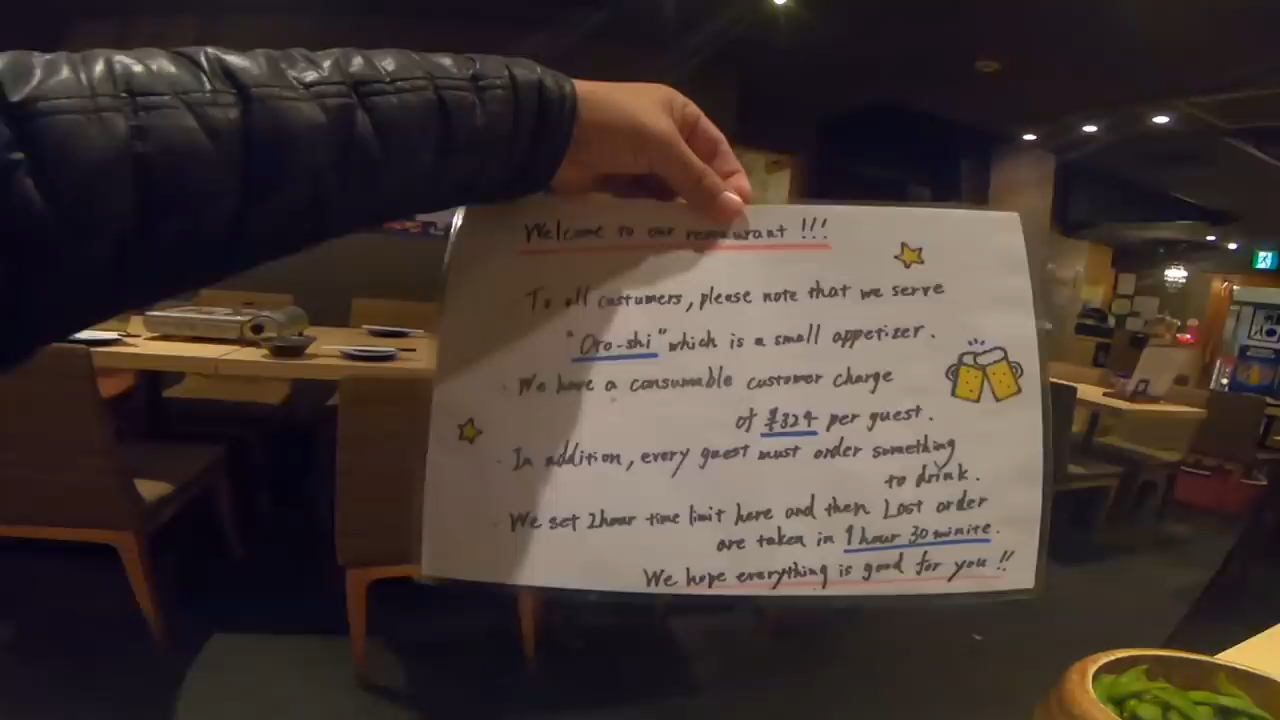 Welcome to our restaurant !!!
To all custumers, please note that we serve
"Oro-shi" which is a small appetizer.
· We have a consumable customer charge
of ¥324 per guest.
· In addition, every guest must order something
to drink.
· We set 2hour time limit here and then Last order
are taken in 1 hour 30 minite.
We hope everything is good for you !!